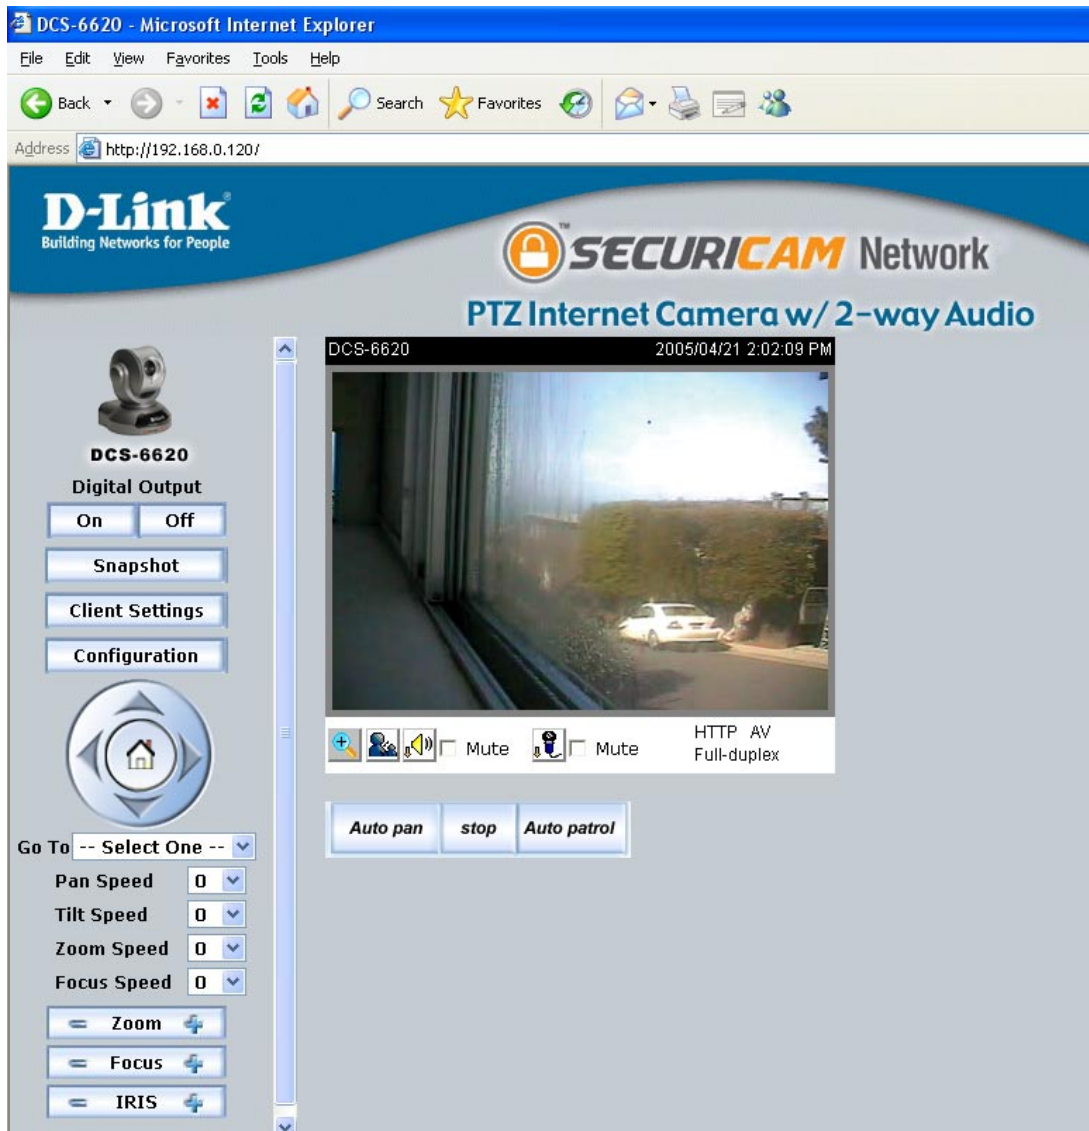 DCS-6620 - Microsoft Internet Explorer
File Edit View Favorites Tools Help
Back Search Favorites
Address http://192.168.0.120/
D-Link®
Building Networks for People
SECURICAM™ Network
PTZ Internet Camera w/ 2-way Audio
DCS-6620
Digital Output
On Off
Snapshot
Client Settings
Configuration
Go To -- Select One --
Pan Speed 0
Tilt Speed 0
Zoom Speed 0
Focus Speed 0
Zoom
Focus
IRIS
DCS-6620 2005/04/21 2:02:09 PM
Mute Mute HTTP AV
Full-duplex
Auto pan stop Auto patrol